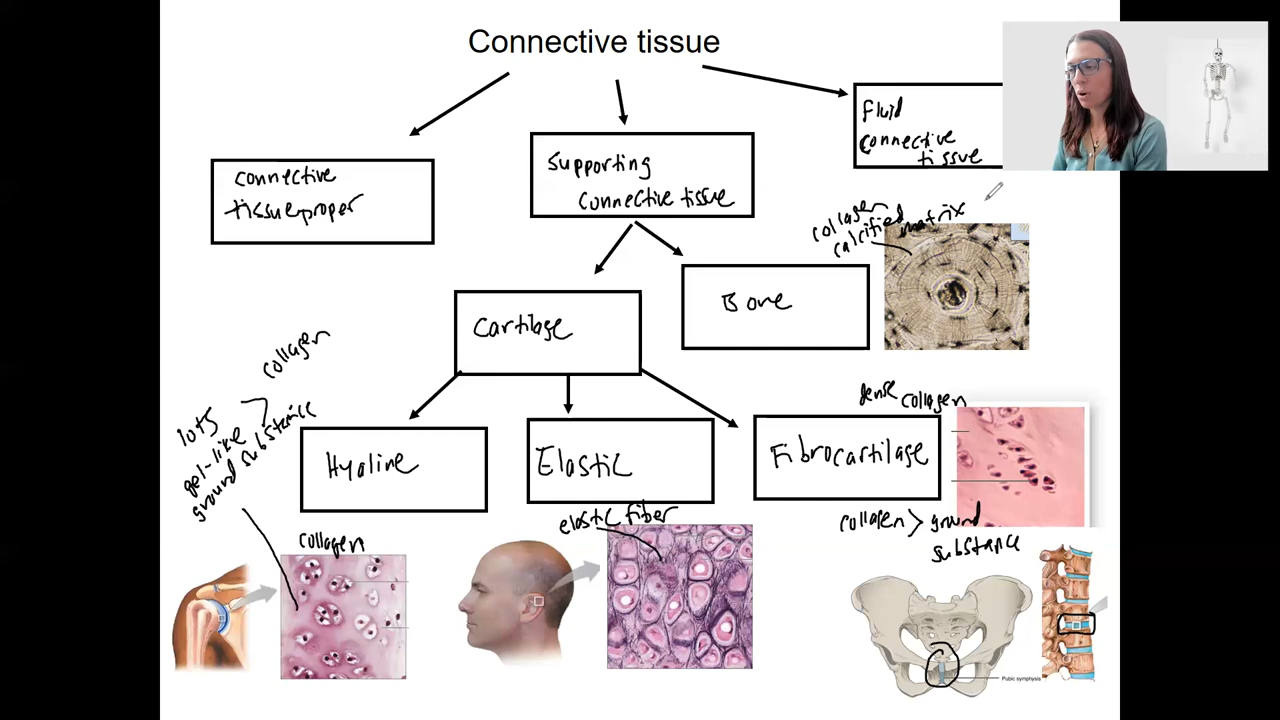 Connective tissue
connective
tissue proper
supporting
connective tissue
fluid
connective
tissue
collagen
calcified matrix
Bone
Cartilage
collagen
lots
gel-like
ground substance
Hyaline
Elastic
Fibrocartilage
dense collagen
collagen
elastic fiber
collagen > ground
substance
Pubic symphysis